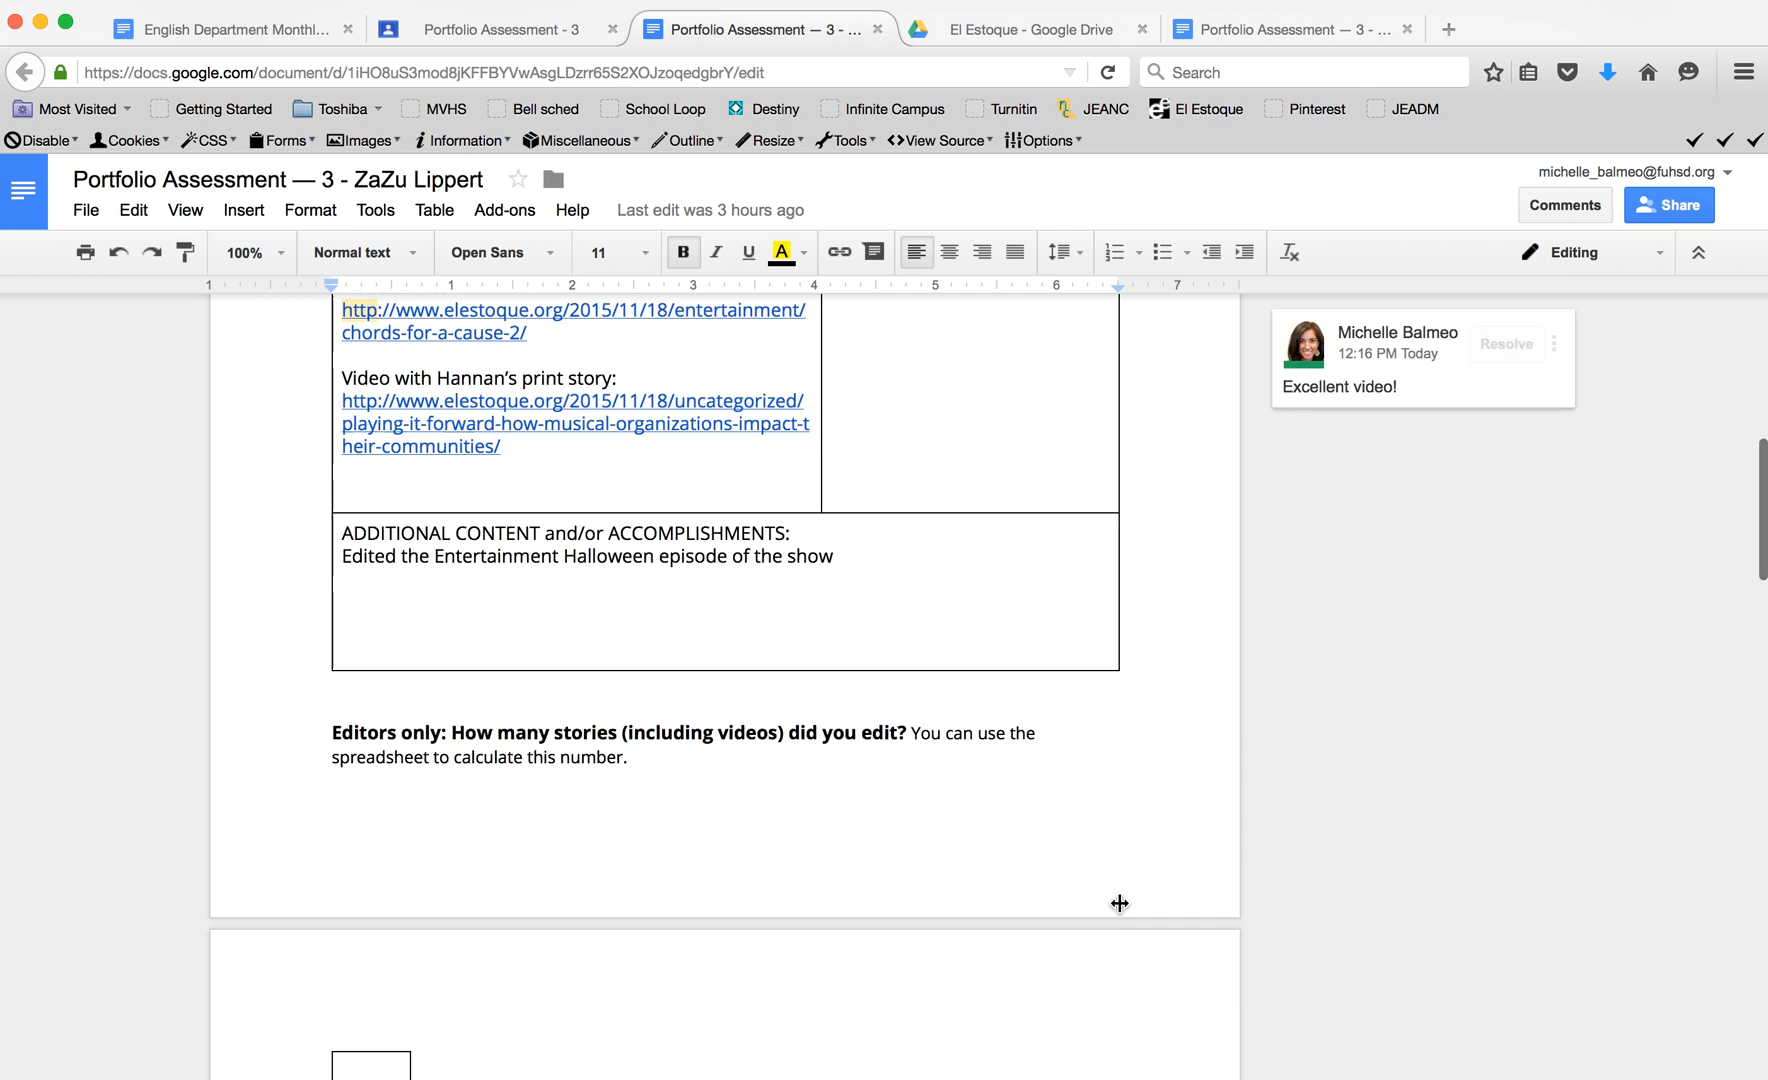 English Department Monthl... Portfolio Assessment - 3 Portfolio Assessment — 3 - ... El Estoque - Google Drive Portfolio Assessment — 3 - ...
https://docs.google.com/document/d/1iHO8uS3mod8jKFFBYVwAsgLDzrr65S2XOJzoqedgbrY/edit Search
Most Visited Getting Started Toshiba MVHS Bell sched School Loop Destiny Infinite Campus Turnitin JEANC El Estoque Pinterest JEADM
Disable Cookies CSS Forms Images Information Miscellaneous Outline Resize Tools View Source Options
Portfolio Assessment — 3 - ZaZu Lippert michelle_balmeo@fuhsd.org
File Edit View Insert Format Tools Table Add-ons Help Last edit was 3 hours ago Comments Share
100% Normal text Open Sans 11 B I U A Editing
1 1 2 3 4 5 6 7
http://www.elestoque.org/2015/11/18/entertainment/
chords-for-a-cause-2/
Video with Hannan’s print story:
http://www.elestoque.org/2015/11/18/uncategorized/
playing-it-forward-how-musical-organizations-impact-t
heir-communities/
ADDITIONAL CONTENT and/or ACCOMPLISHMENTS:
Edited the Entertainment Halloween episode of the show
Editors only: How many stories (including videos) did you edit? You can use the
spreadsheet to calculate this number.
Michelle Balmeo
12:16 PM Today
Resolve
Excellent video!